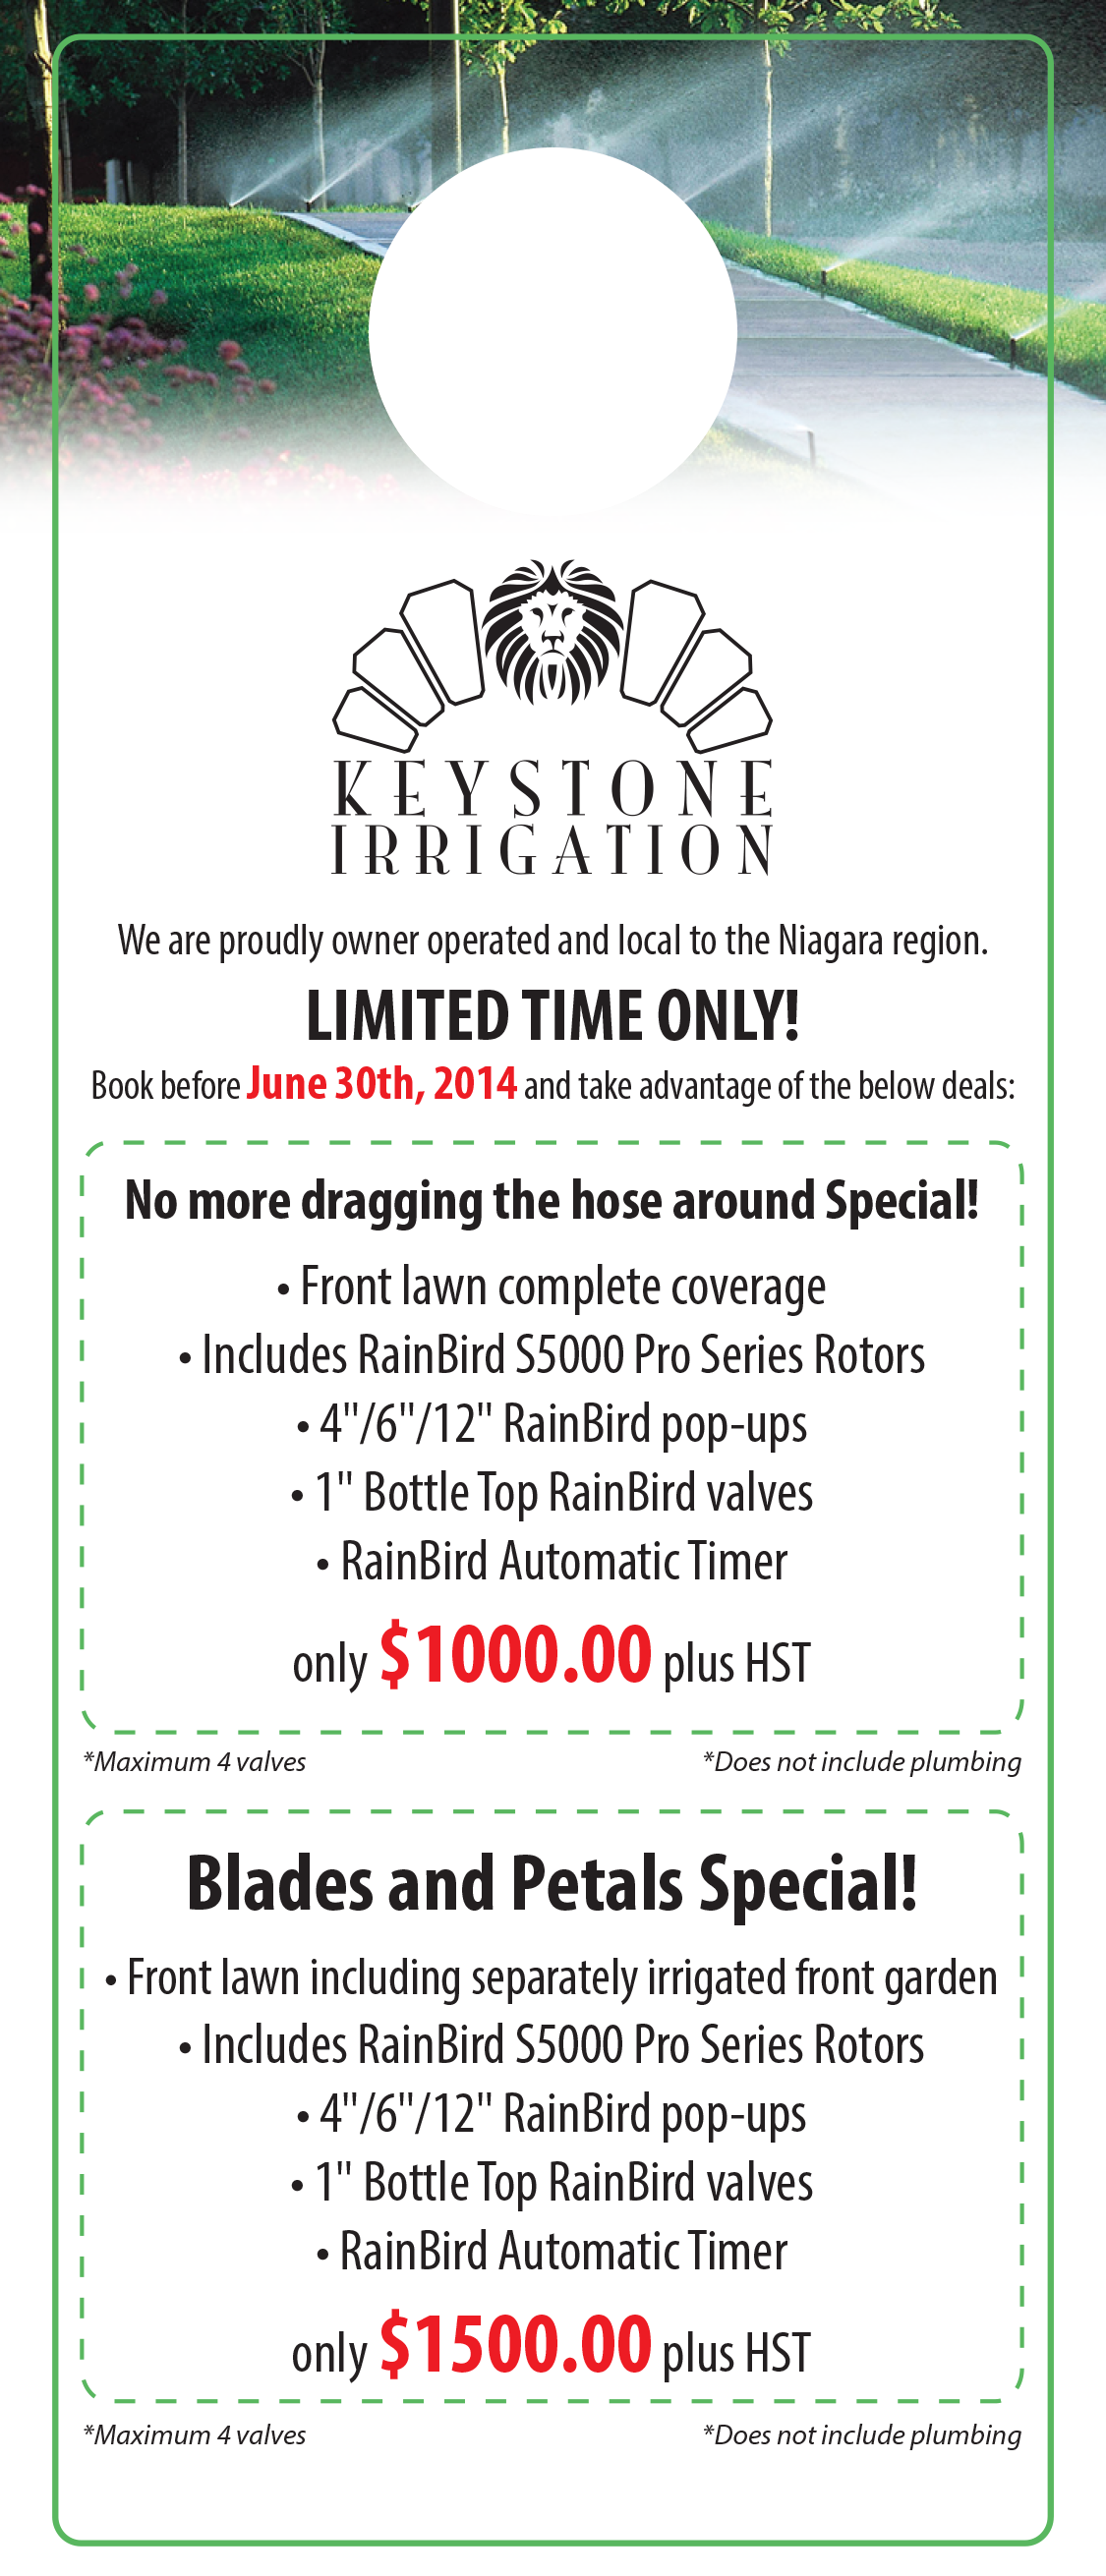 KEYSTONE
IRRIGATION
We are proudly owner operated and local to the Niagara region.
LIMITED TIME ONLY!
Book before June 30th, 2014 and take advantage of the below deals:
No more dragging the hose around Special!
• Front lawn complete coverage
• Includes RainBird S5000 Pro Series Rotors
• 4"/6"/12" RainBird pop-ups
• 1" Bottle Top RainBird valves
• RainBird Automatic Timer
only $1000.00 plus HST
*Maximum 4 valves *Does not include plumbing
Blades and Petals Special!
• Front lawn including separately irrigated front garden
• Includes RainBird S5000 Pro Series Rotors
• 4"/6"/12" RainBird pop-ups
• 1" Bottle Top RainBird valves
• RainBird Automatic Timer
only $1500.00 plus HST
*Maximum 4 valves *Does not include plumbing